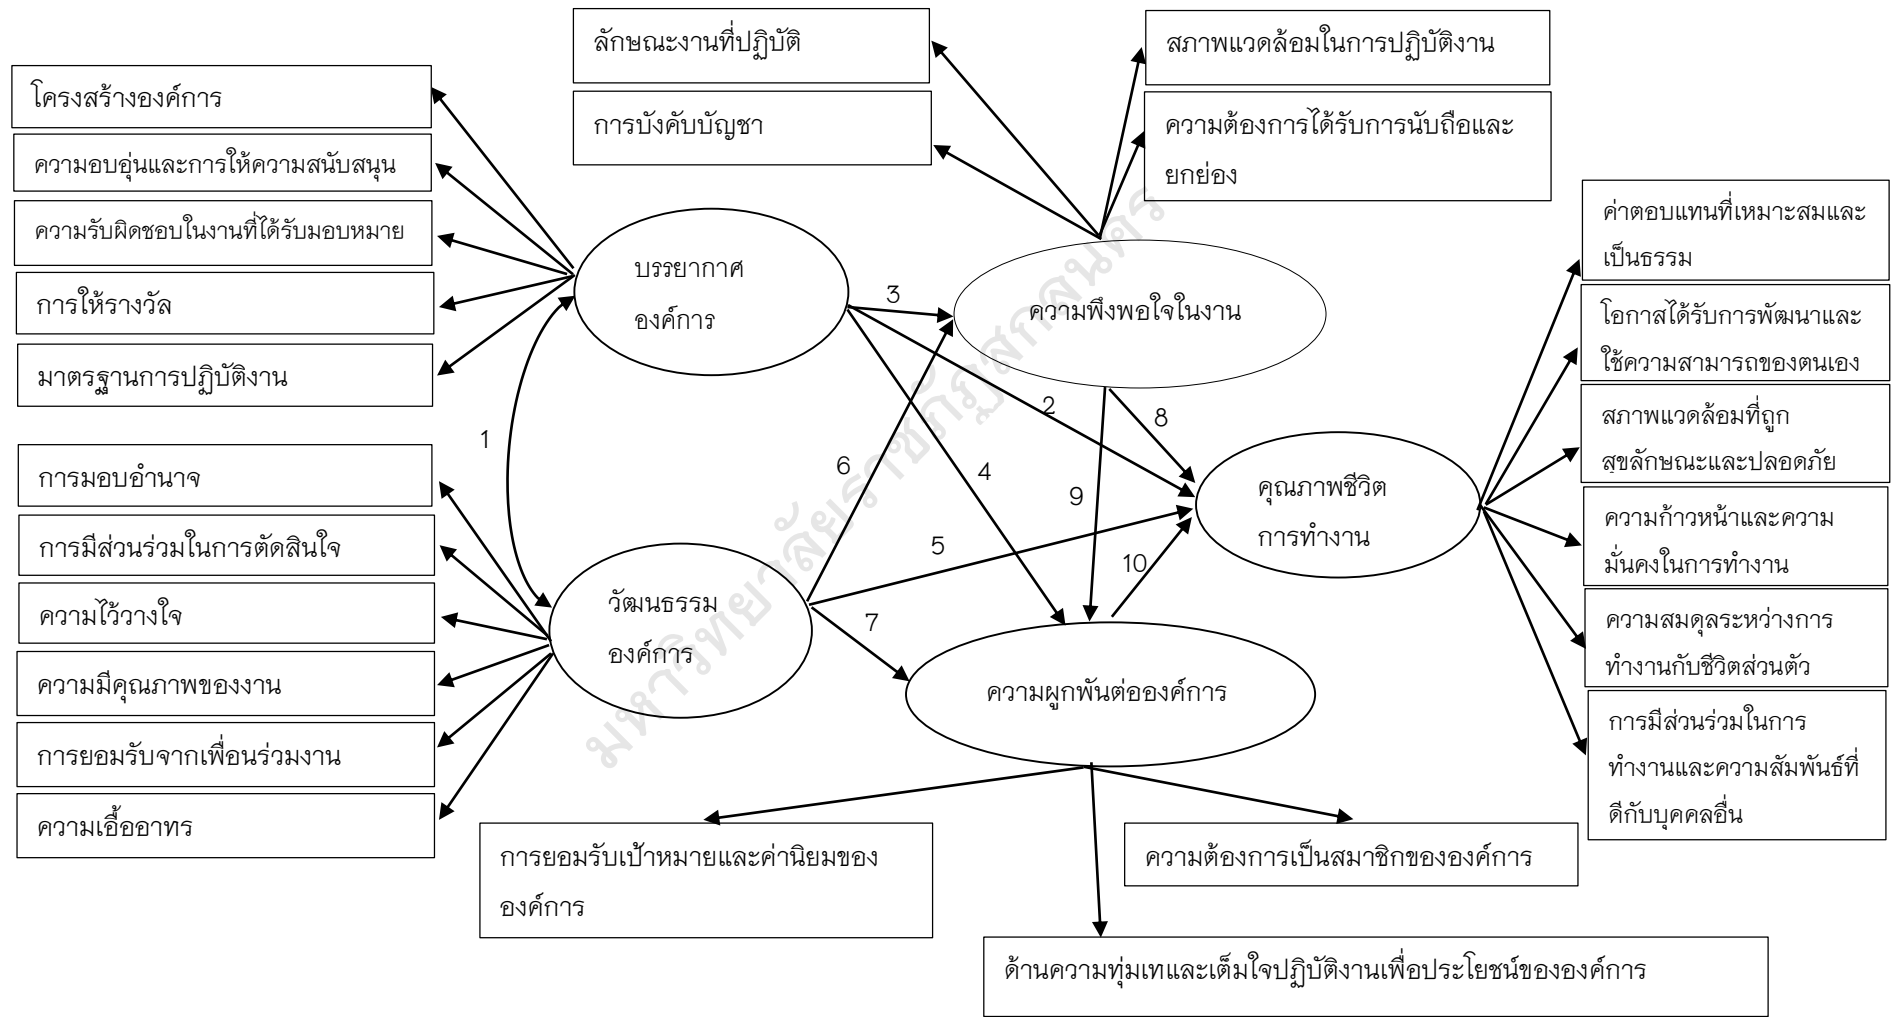 ลักษณะงานที่ปฏิบัติ
การบังคับบัญชา
สภาพแวดล้อมในการปฏิบัติงาน
ความต้องการได้รับการนับถือและ
ยกย่อง
โครงสร้างองค์การ
ความอบอุ่นและการให้ความสนับสนุน
ความรับผิดชอบในงานที่ได้รับมอบหมาย
การให้รางวัล
มาตรฐานการปฏิบัติงาน
บรรยากาศ
องค์การ
3
ความพึงพอใจในงาน
ค่าตอบแทนที่เหมาะสมและ
เป็นธรรม
โอกาสได้รับการพัฒนาและ
ใช้ความสามารถของตนเอง
สภาพแวดล้อมที่ถูก
สุขลักษณะและปลอดภัย
ความก้าวหน้าและความ
มั่นคงในการทำงาน
ความสมดุลระหว่างการ
ทำงานกับชีวิตส่วนตัว
การมีส่วนร่วมในการ
ทำงานและความสัมพันธ์ที่
ดีกับบุคคลอื่น
1
2
8
6
4
9
5
10
7
คุณภาพชีวิต
การทำงาน
การมอบอำนาจ
การมีส่วนร่วมในการตัดสินใจ
ความไว้วางใจ
ความมีคุณภาพของงาน
การยอมรับจากเพื่อนร่วมงาน
ความเอื้ออาทร
วัฒนธรรม
องค์การ
ความผูกพันต่อองค์การ
การยอมรับเป้าหมายและค่านิยมของ
องค์การ
ความต้องการเป็นสมาชิกขององค์การ
ด้านความทุ่มเทและเต็มใจปฏิบัติงานเพื่อประโยชน์ขององค์การ
มหาวิทยาลัยราชภัฏสกลนคร